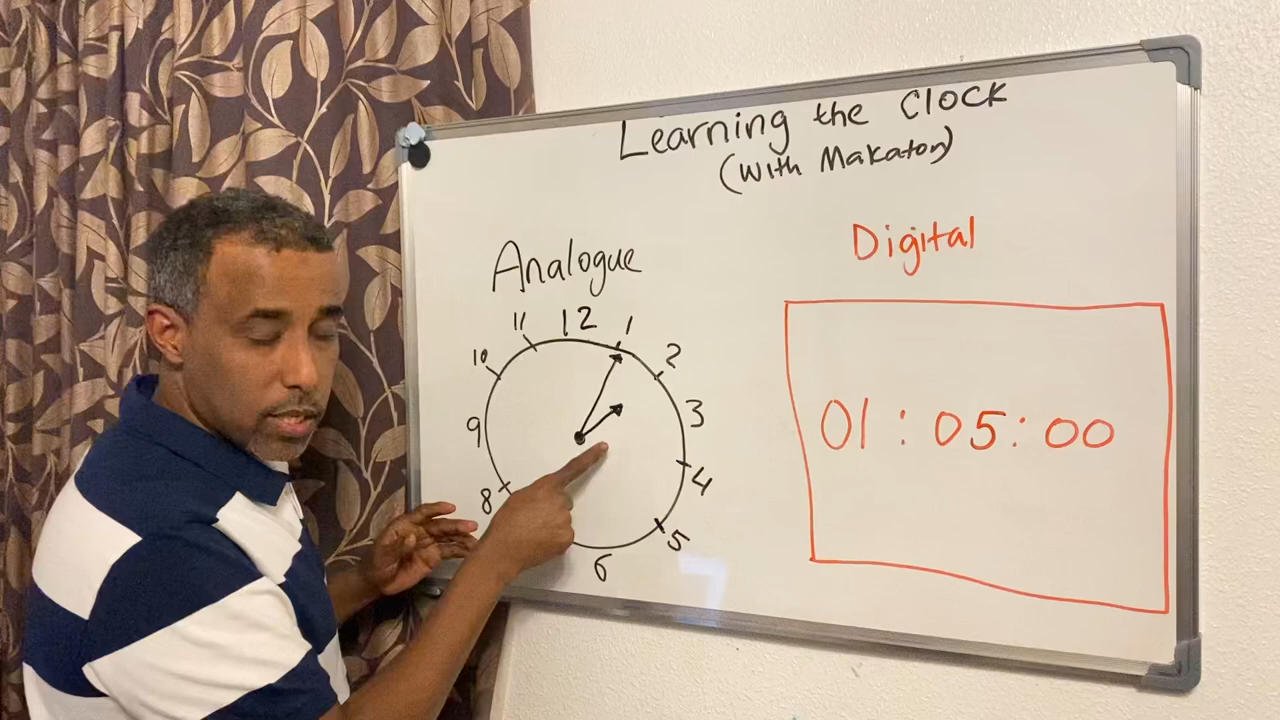 Learning the Clock
(With Makaton)
Analogue
Digital
12
1
2
3
4
5
6
8
9
10
11
01 : 05 : 00